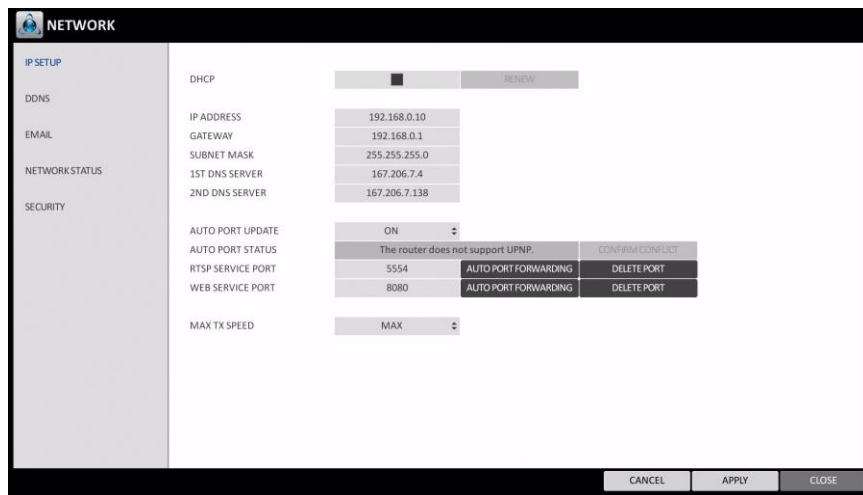 NETWORK
IP SETUP
DDNS
EMAIL
NETWORK STATUS
SECURITY
DHCP RENEW
IP ADDRESS 192.168.0.10
GATEWAY 192.168.0.1
SUBNET MASK 255.255.255.0
1ST DNS SERVER 167.206.7.4
2ND DNS SERVER 167.206.7.138
AUTO PORT UPDATE ON
AUTO PORT STATUS The router does not support UPNP. CONFIRM CONFLICT
RTSP SERVICE PORT 5554 AUTO PORT FORWARDING DELETE PORT
WEB SERVICE PORT 8080 AUTO PORT FORWARDING DELETE PORT
MAX TX SPEED MAX
CANCEL APPLY CLOSE